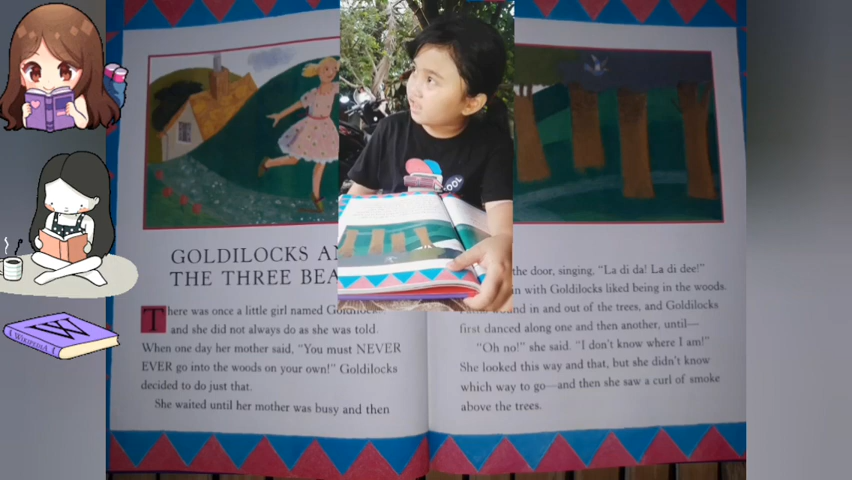 GOLDILOCKS
THE THREE
There was once a little girl named
and she did not always do as she was told.
When one day her mother said, "You must NEVER
EVER go into the woods on your own!" Goldilocks
decided to do just that.
She waited until her mother was busy and then
the door, singing, "La di da! La di dee!"
in with Goldilocks liked being in the woods.
in and out of the trees, and Goldilocks
first danced along one and then another, until—
"Oh no!" she said. "I don't know where I am!"
She looked this way and that, but she didn't know
which way to go—and then she saw a curl of smoke
above the trees.
W
WIKIPEDIA